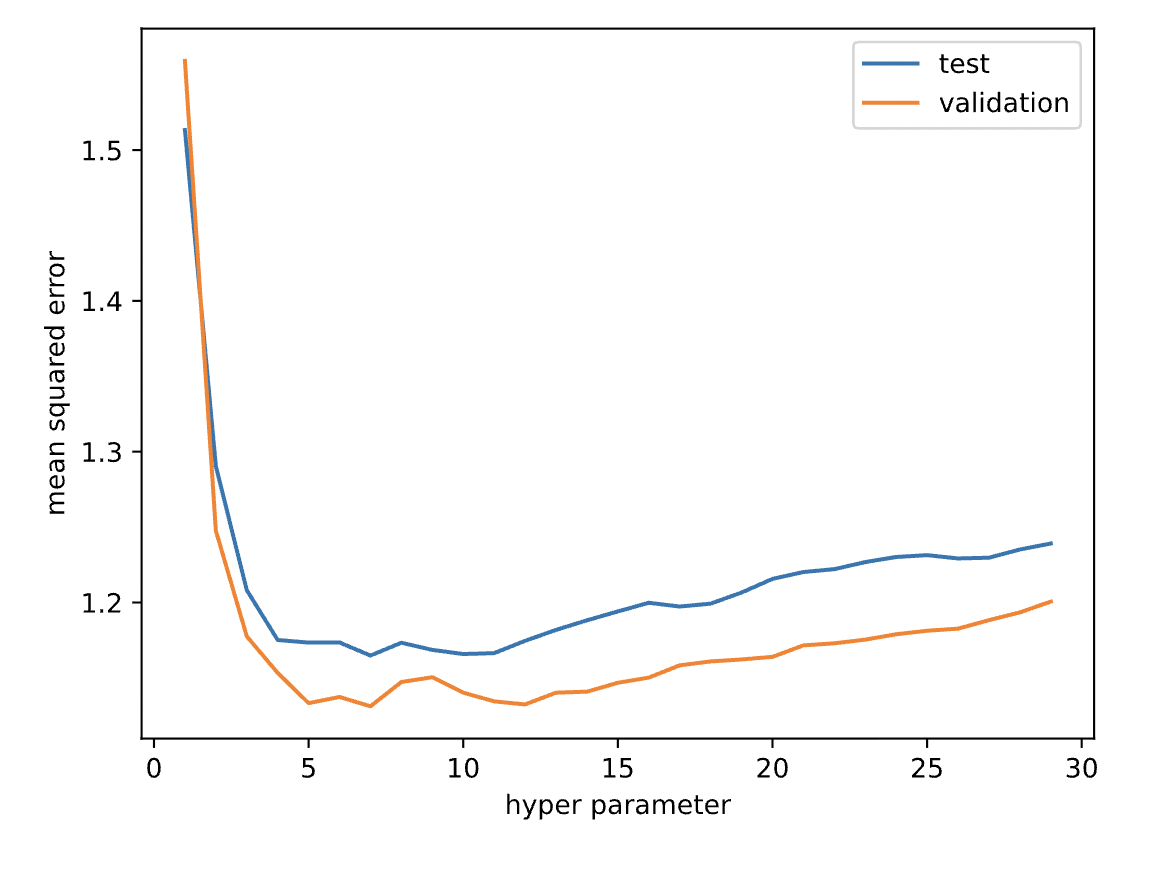 test
validation
1.5
1.4
1.3
1.2
mean squared error
0 5 10 15 20 25 30
hyper parameter